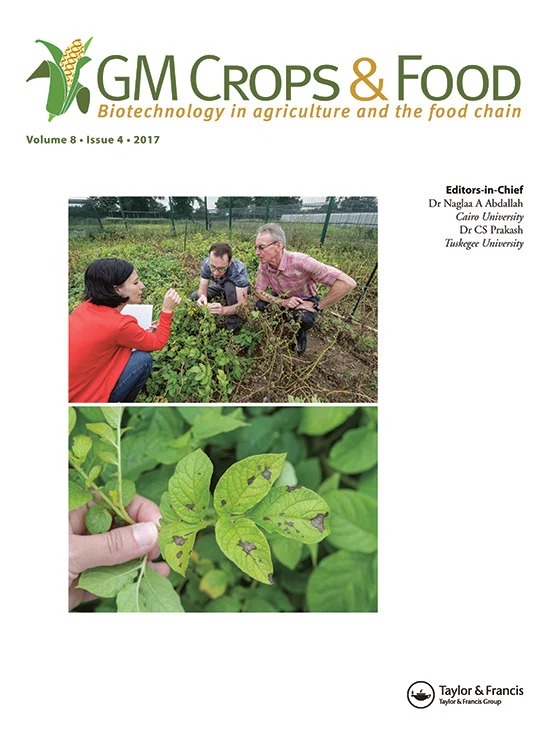 GM CROPS & FOOD
Biotechnology in agriculture and the food chain
Volume 8 • Issue 4 • 2017
Editors-in-Chief
Dr Naglaa A Abdallah
Cairo University
Dr CS Prakash
Tuskegee University
Taylor & Francis
Taylor & Francis Group